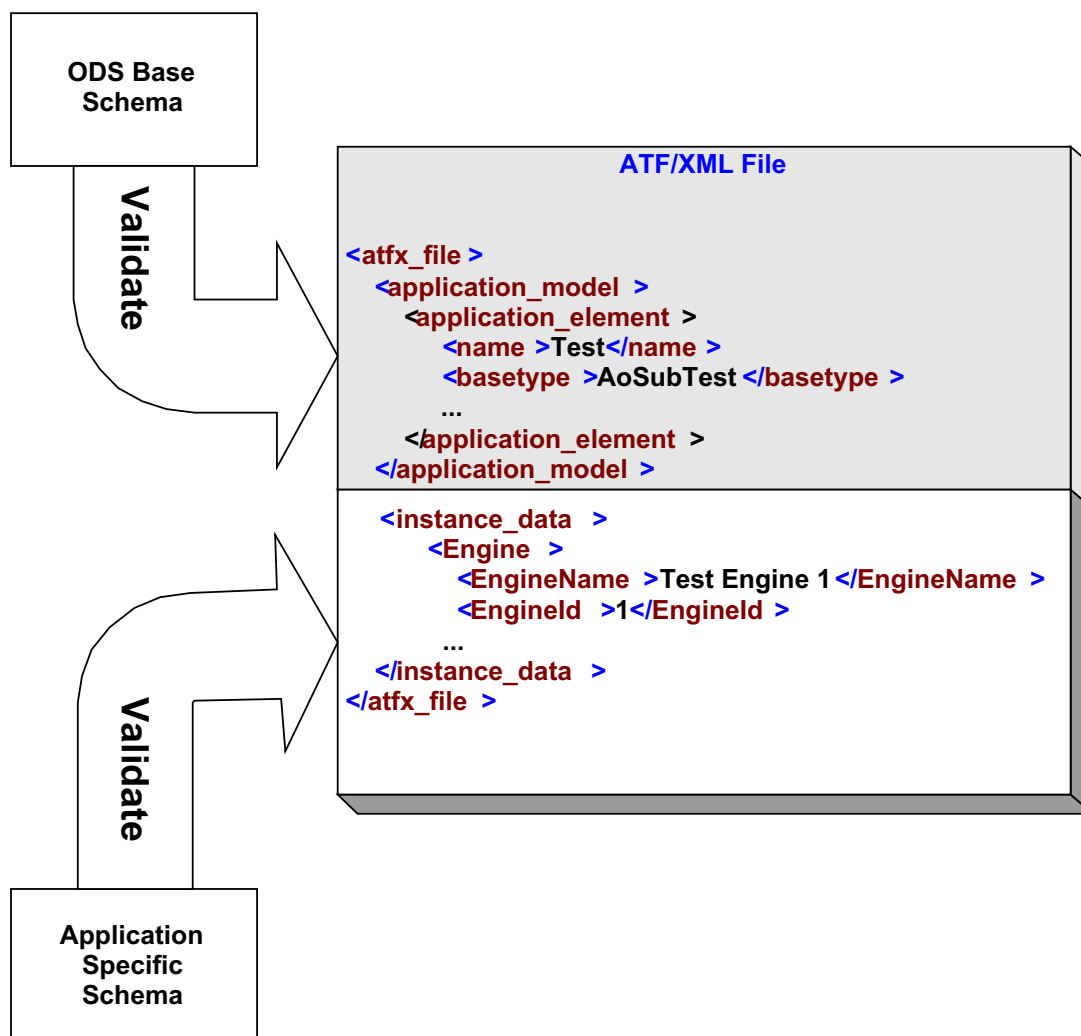 ODS Base
Schema
Validate
ATF/XML File
<atfx_file >
<application_model >
<application_element >
<name >Test</name >
<basetype >AoSubTest </basetype >
...
</application_element >
</application_model >
<instance_data >
<Engine >
<EngineName >Test Engine 1 </EngineName >
<EngineId >1</EngineId >
...
</instance_data >
</atfx_file >
Validate
Application
Specific
Schema